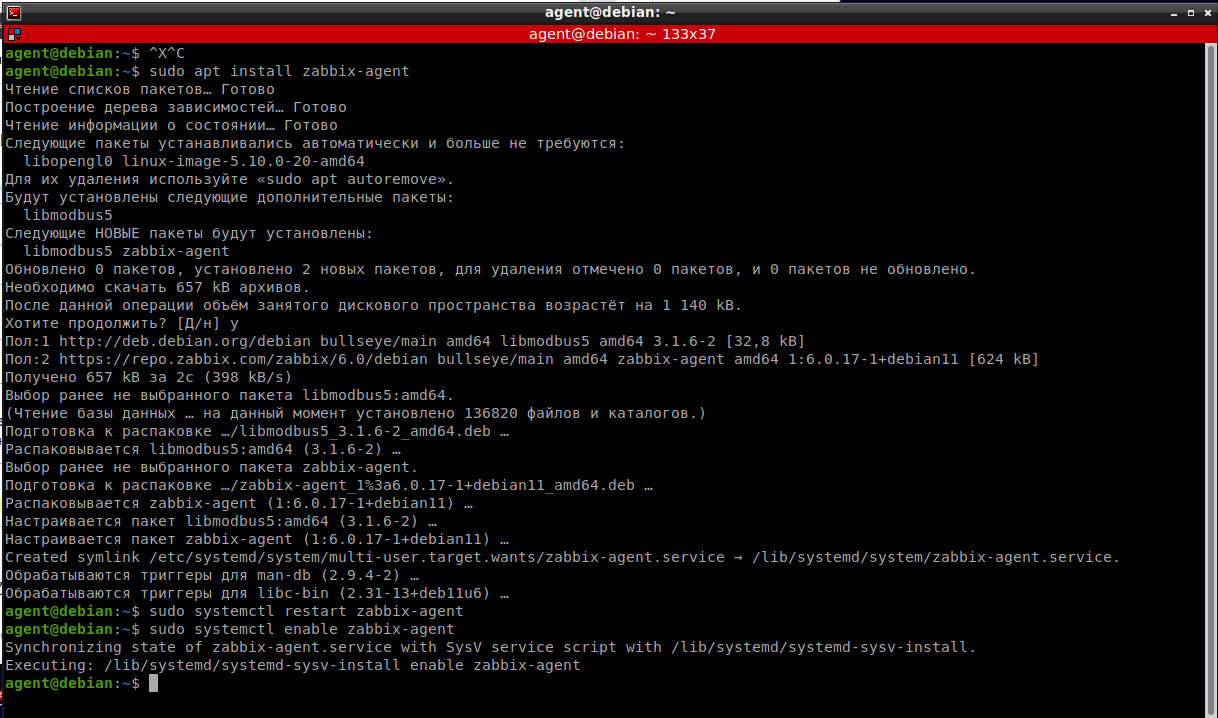 agent@debian: ~
agent@debian: ~ 133x37
agent@debian:~$ ^X^C
agent@debian:~$ sudo apt install zabbix-agent
Чтение списков пакетов… Готово
Построение дерева зависимостей… Готово
Чтение информации о состоянии… Готово
Следующие пакеты устанавливались автоматически и больше не требуются:
  libopengl0 linux-image-5.10.0-20-amd64
Для их удаления используйте «sudo apt autoremove».
Будут установлены следующие дополнительные пакеты:
  libmodbus5
Следующие НОВЫЕ пакеты будут установлены:
  libmodbus5 zabbix-agent
Обновлено 0 пакетов, установлено 2 новых пакетов, для удаления отмечено 0 пакетов, и 0 пакетов не обновлено.
Необходимо скачать 657 kB архивов.
После данной операции объём занятого дискового пространства возрастёт на 1 140 kB.
Хотите продолжить? [Д/н] y
Пол:1 http://deb.debian.org/debian bullseye/main amd64 libmodbus5 amd64 3.1.6-2 [32,8 kB]
Пол:2 https://repo.zabbix.com/zabbix/6.0/debian bullseye/main amd64 zabbix-agent amd64 1:6.0.17-1+debian11 [624 kB]
Получено 657 kB за 2с (398 kB/s)
Выбор ранее не выбранного пакета libmodbus5:amd64.
(Чтение базы данных … на данный момент установлено 136820 файлов и каталогов.)
Подготовка к распаковке …/libmodbus5_3.1.6-2_amd64.deb …
Распаковывается libmodbus5:amd64 (3.1.6-2) …
Выбор ранее не выбранного пакета zabbix-agent.
Подготовка к распаковке …/zabbix-agent_1%3a6.0.17-1+debian11_amd64.deb …
Распаковывается zabbix-agent (1:6.0.17-1+debian11) …
Настраивается пакет libmodbus5:amd64 (3.1.6-2) …
Настраивается пакет zabbix-agent (1:6.0.17-1+debian11) …
Created symlink /etc/systemd/system/multi-user.target.wants/zabbix-agent.service → /lib/systemd/system/zabbix-agent.service.
Обрабатываются триггеры для man-db (2.9.4-2) …
Обрабатываются триггеры для libc-bin (2.31-13+deb11u6) …
agent@debian:~$ sudo systemctl restart zabbix-agent
agent@debian:~$ sudo systemctl enable zabbix-agent
Synchronizing state of zabbix-agent.service with SysV service script with /lib/systemd/systemd-sysv-install.
Executing: /lib/systemd/systemd-sysv-install enable zabbix-agent
agent@debian:~$